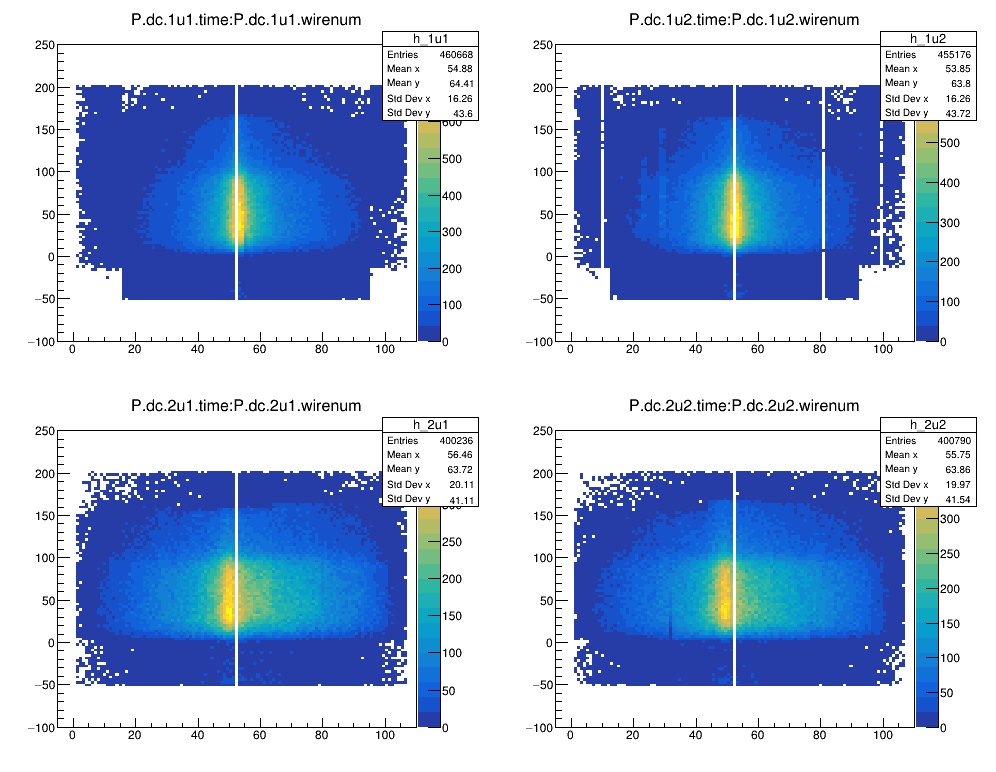 P.dc.1u1.time:P.dc.1u1.wirenum
h_1u1
Entries 460668
Mean x 54.88
Mean y 64.41
Std Dev x 16.26
Std Dev y 43.6
250
200
150
100
50
0
−50
−100
0 20 40 60 80 100
600
500
400
300
200
100
0
P.dc.1u2.time:P.dc.1u2.wirenum
h_1u2
Entries 455176
Mean x 53.85
Mean y 63.8
Std Dev x 16.26
Std Dev y 43.72
250
200
150
100
50
0
−50
−100
0 20 40 60 80 100
500
400
300
200
100
0
P.dc.2u1.time:P.dc.2u1.wirenum
h_2u1
Entries 400236
Mean x 56.46
Mean y 63.72
Std Dev x 20.11
Std Dev y 41.11
250
200
150
100
50
0
−50
−100
0 20 40 60 80 100
300
250
200
150
100
50
0
P.dc.2u2.time:P.dc.2u2.wirenum
h_2u2
Entries 400790
Mean x 55.75
Mean y 63.86
Std Dev x 19.97
Std Dev y 41.54
250
200
150
100
50
0
−50
−100
0 20 40 60 80 100
300
250
200
150
100
50
0